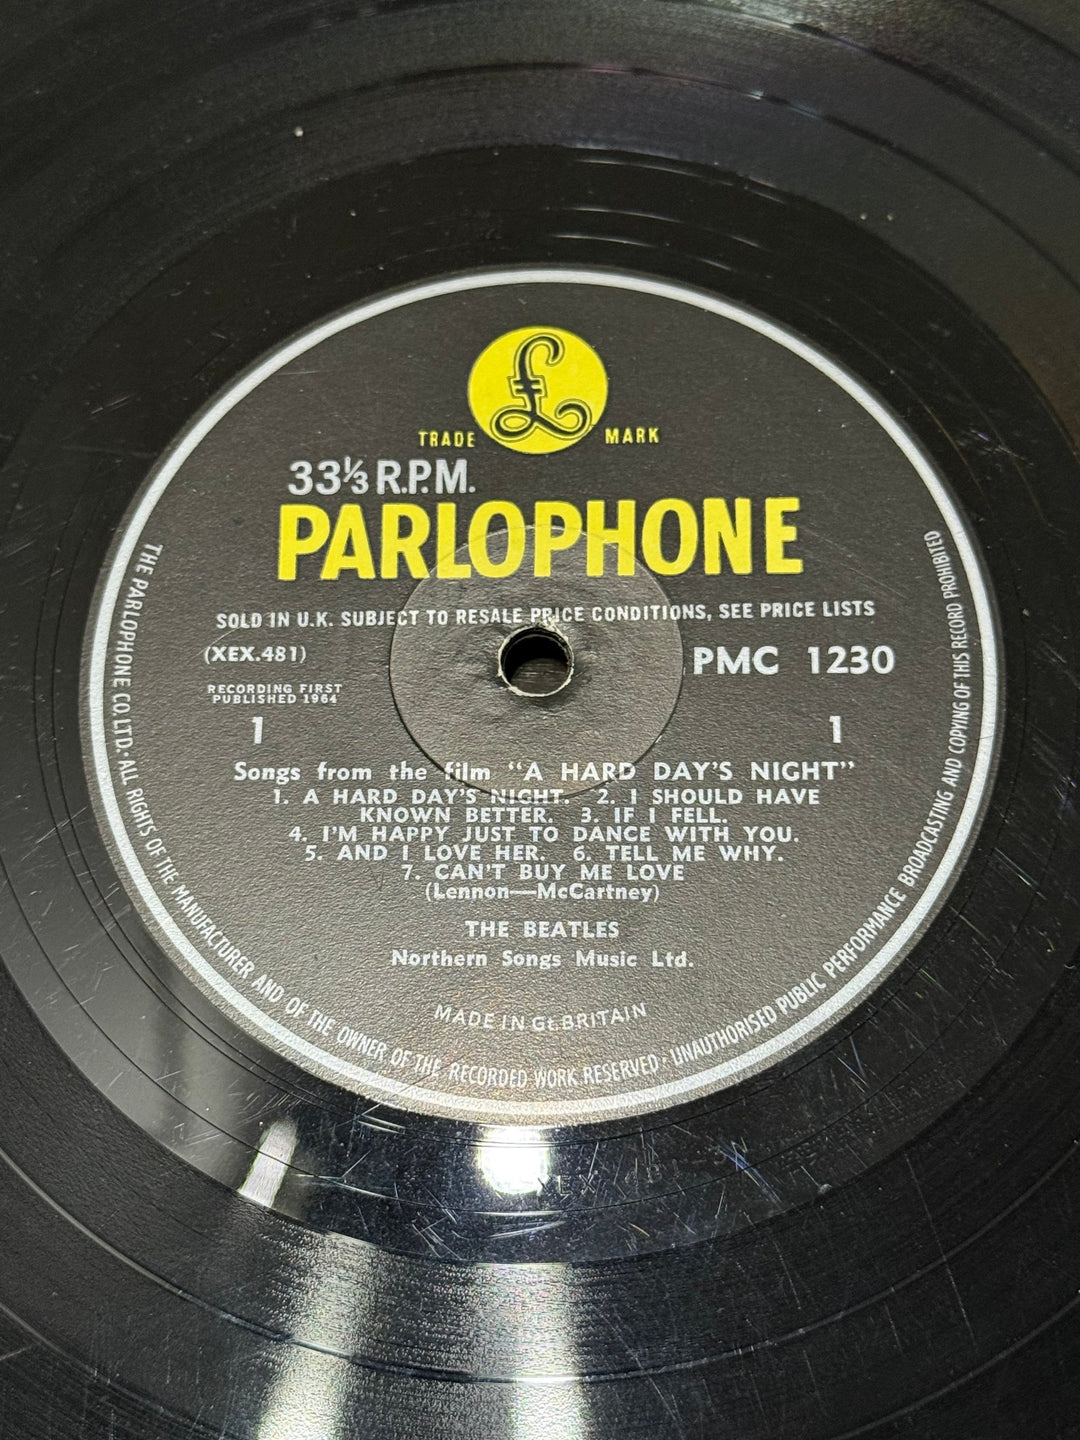 £
TRADE MARK
33⅓ R.P.M.
PARLOPHONE
SOLD IN U.K. SUBJECT TO RESALE PRICE CONDITIONS, SEE PRICE LISTS
(XEX.481)
PMC 1230
RECORDING FIRST
PUBLISHED 1964
1
1
Songs from the film "A HARD DAY'S NIGHT"
1. A HARD DAY'S NIGHT. 2. I SHOULD HAVE
KNOWN BETTER. 3. IF I FELL.
4. I'M HAPPY JUST TO DANCE WITH YOU.
5. AND I LOVE HER. 6. TELL ME WHY.
7. CAN'T BUY ME LOVE
(Lennon—McCartney)
THE BEATLES
Northern Songs Music Ltd.
MADE IN Gt. BRITAIN
THE PARLOPHONE CO. LTD. · ALL RIGHTS OF THE MANUFACTURER AND OF THE OWNER OF THE RECORDED WORK RESERVED · UNAUTHORISED PUBLIC PERFORMANCE BROADCASTING AND COPYING OF THIS RECORD PROHIBITED